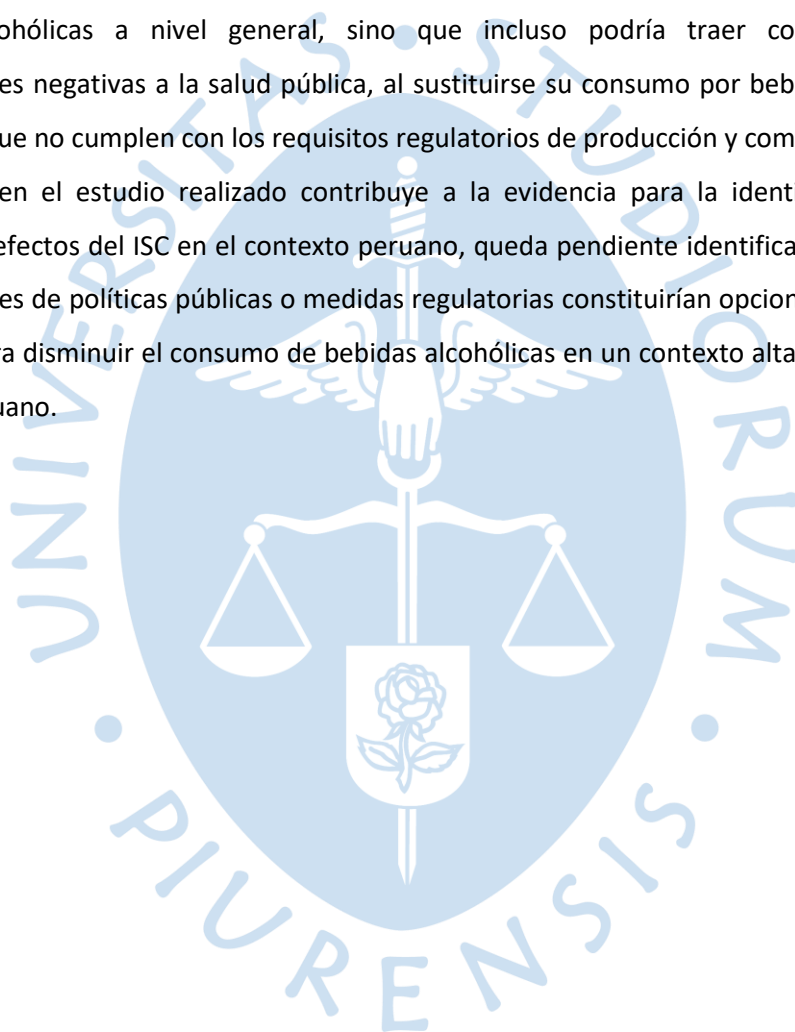 ohólicas a nivel general, sino que incluso podría traer co
es negativas a la salud pública, al sustituirse su consumo por beb
ue no cumplen con los requisitos regulatorios de producción y com
en el estudio realizado contribuye a la evidencia para la identi
efectos del ISC en el contexto peruano, queda pendiente identifica
es de políticas públicas o medidas regulatorias constituirían opcion
ra disminuir el consumo de bebidas alcohólicas en un contexto alta
uano.
UNIVERSITAS • STUDIORUM • PIURENSIS •